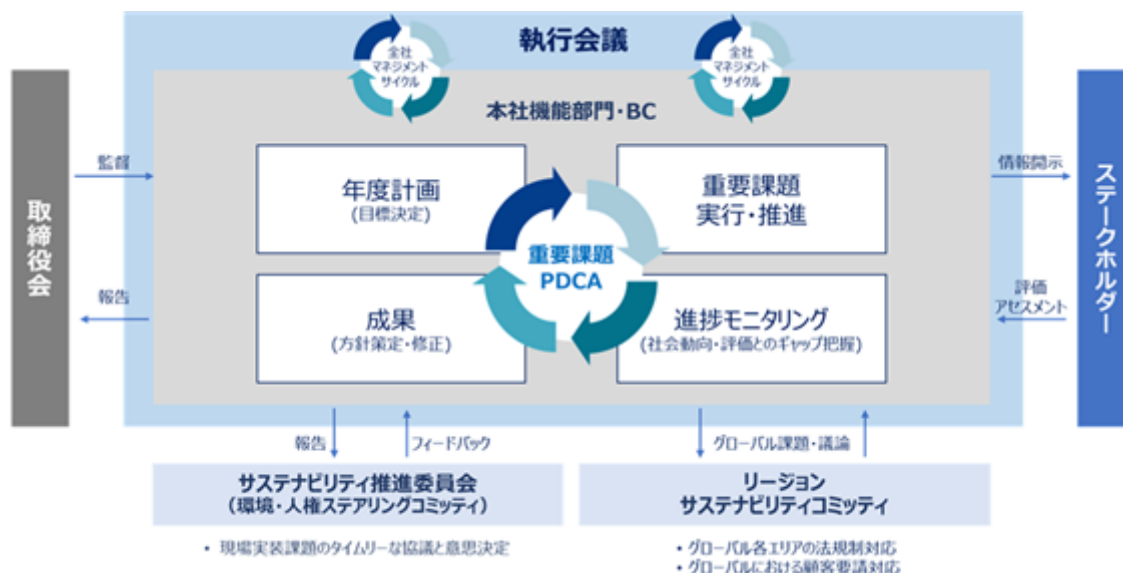 執行会議
全社
マネジメント
サイクル
全社
マネジメント
サイクル
本社機能部門・BC
取締役会
監督
報告
年度計画
(目標決定)
重要課題
実行・推進
重要課題
PDCA
成果
(方針策定・修正)
進捗モニタリング
(社会動向・評価とのギャップ把握)
情報開示
評価
アセスメント
ステークホルダー
報告
フィードバック
グローバル課題・議論
サステナビリティ推進委員会
(環境・人権ステアリングコミッティ)
・ 現場実装課題のタイムリーな協議と意思決定
リージョン
サステナビリティコミッティ
・ グローバル各エリアの法規制対応
・ グローバルにおける顧客要請対応